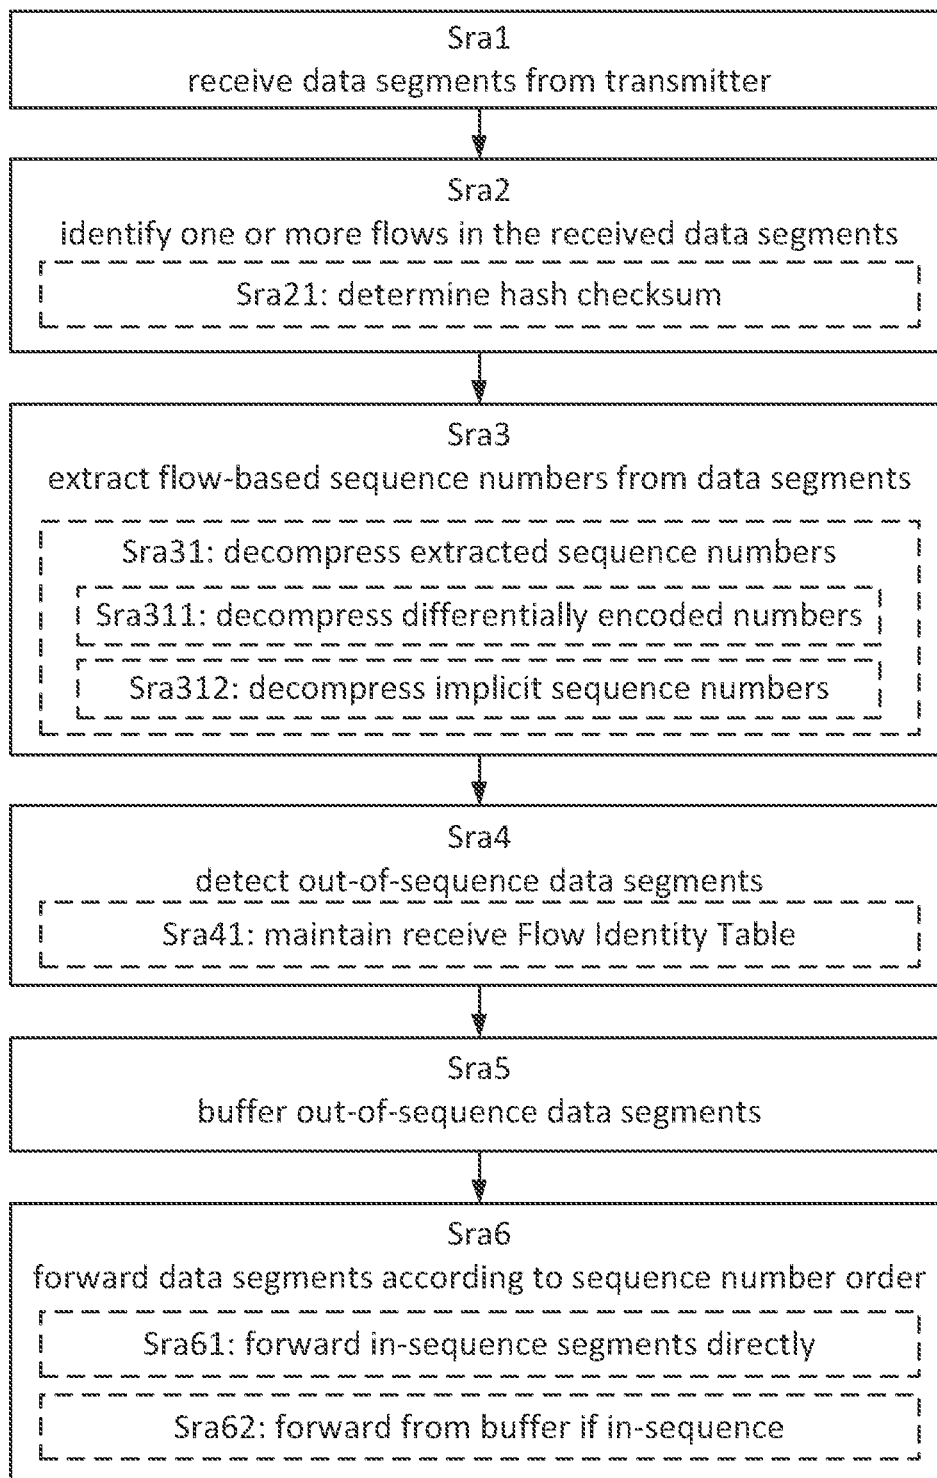 Sra1
receive data segments from transmitter
Sra2
identify one or more flows in the received data segments
Sra21: determine hash checksum
Sra3
extract flow-based sequence numbers from data segments
Sra31: decompress extracted sequence numbers
Sra311: decompress differentially encoded numbers
Sra312: decompress implicit sequence numbers
Sra4
detect out-of-sequence data segments
Sra41: maintain receive Flow Identity Table
Sra5
buffer out-of-sequence data segments
Sra6
forward data segments according to sequence number order
Sra61: forward in-sequence segments directly
Sra62: forward from buffer if in-sequence